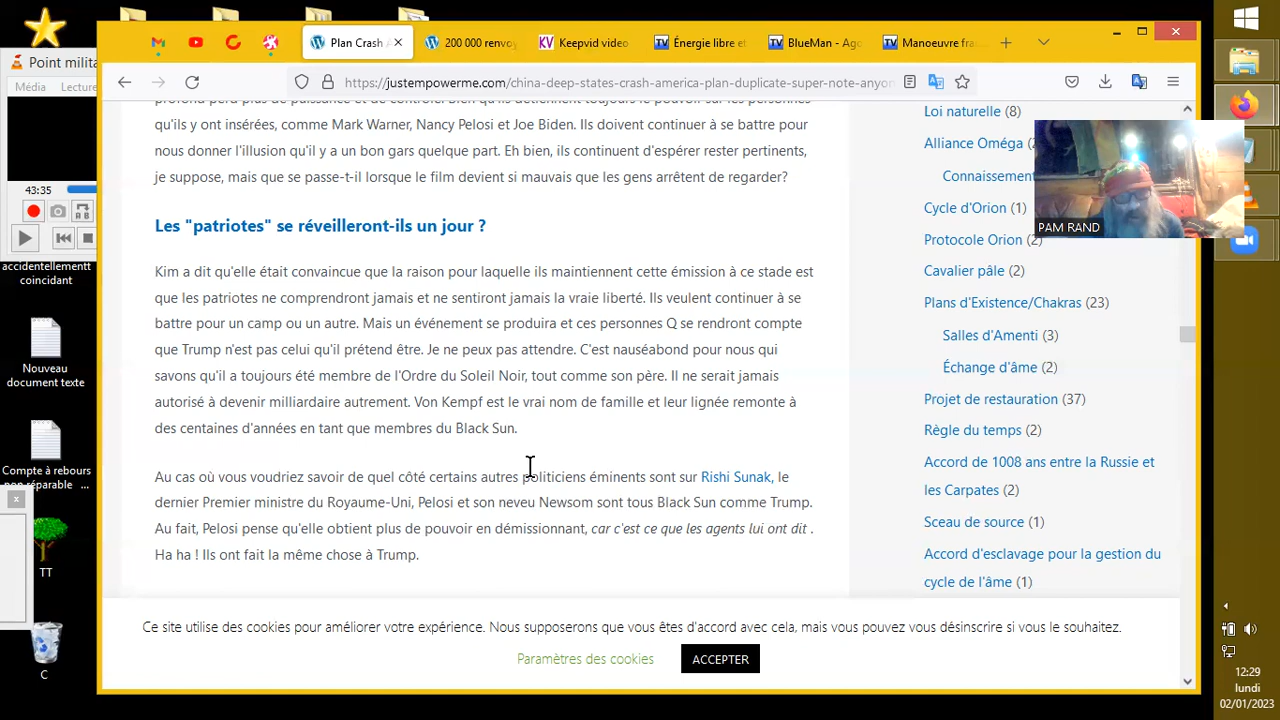 Point milita
Média
Lecture
43:35
accidentellementt
coincidant
Nouveau
document texte
Compte à rebours
non réparable
TT
C
Plan Crash
200 000 renvoy
Keepvid video
Énergie libre et
BlueMan - Ago
Manoeuvre fra
https://justempowerme.com/china-deep-states-crash-america-plan-duplicate-super-note-anyom
profond perd plus de puissance et de contrôle bien qu'ils détiennent toujours le pouvoir sur les personnes
qu'ils y ont insérées, comme Mark Warner, Nancy Pelosi et Joe Biden. Ils doivent continuer à se battre pour
nous donner l'illusion qu'il y a un bon gars quelque part. Eh bien, ils continuent d'espérer rester pertinents,
je suppose, mais que se passe-t-il lorsque le film devient si mauvais que les gens arrêtent de regarder?
Les "patriotes" se réveilleront-ils un jour ?
Kim a dit qu'elle était convaincue que la raison pour laquelle ils maintiennent cette émission à ce stade est
que les patriotes ne comprendront jamais et ne sentiront jamais la vraie liberté. Ils veulent continuer à se
battre pour un camp ou un autre. Mais un événement se produira et ces personnes Q se rendront compte
que Trump n'est pas celui qu'il prétend être. Je ne peux pas attendre. C'est nauséabond pour nous qui
savons qu'il a toujours été membre de l'Ordre du Soleil Noir, tout comme son père. Il ne serait jamais
autorisé à devenir milliardaire autrement. Von Kempf est le vrai nom de famille et leur lignée remonte à
des centaines d'années en tant que membres du Black Sun.
Au cas où vous voudriez savoir de quel côté certains autres politiciens éminents sont sur Rishi Sunak, le
dernier Premier ministre du Royaume-Uni, Pelosi et son neveu Newsom sont tous Black Sun comme Trump.
Au fait, Pelosi pense qu'elle obtient plus de pouvoir en démissionnant, car c'est ce que les agents lui ont dit .
Ha ha ! Ils ont fait la même chose à Trump.
Loi naturelle (8)
Alliance Oméga (2
Connaissement
Cycle d'Orion (1)
Protocole Orion (2)
Cavalier pâle (2)
Plans d'Existence/Chakras (23)
Salles d'Amenti (3)
Échange d'âme (2)
Projet de restauration (37)
Règle du temps (2)
Accord de 1008 ans entre la Russie et
les Carpates (2)
Sceau de source (1)
Accord d'esclavage pour la gestion du
cycle de l'âme (1)
PAM RAND
Ce site utilise des cookies pour améliorer votre expérience. Nous supposerons que vous êtes d'accord avec cela, mais vous pouvez vous désinscrire si vous le souhaitez.
Paramètres des cookies
ACCEPTER
12:29
lundi
02/01/2023